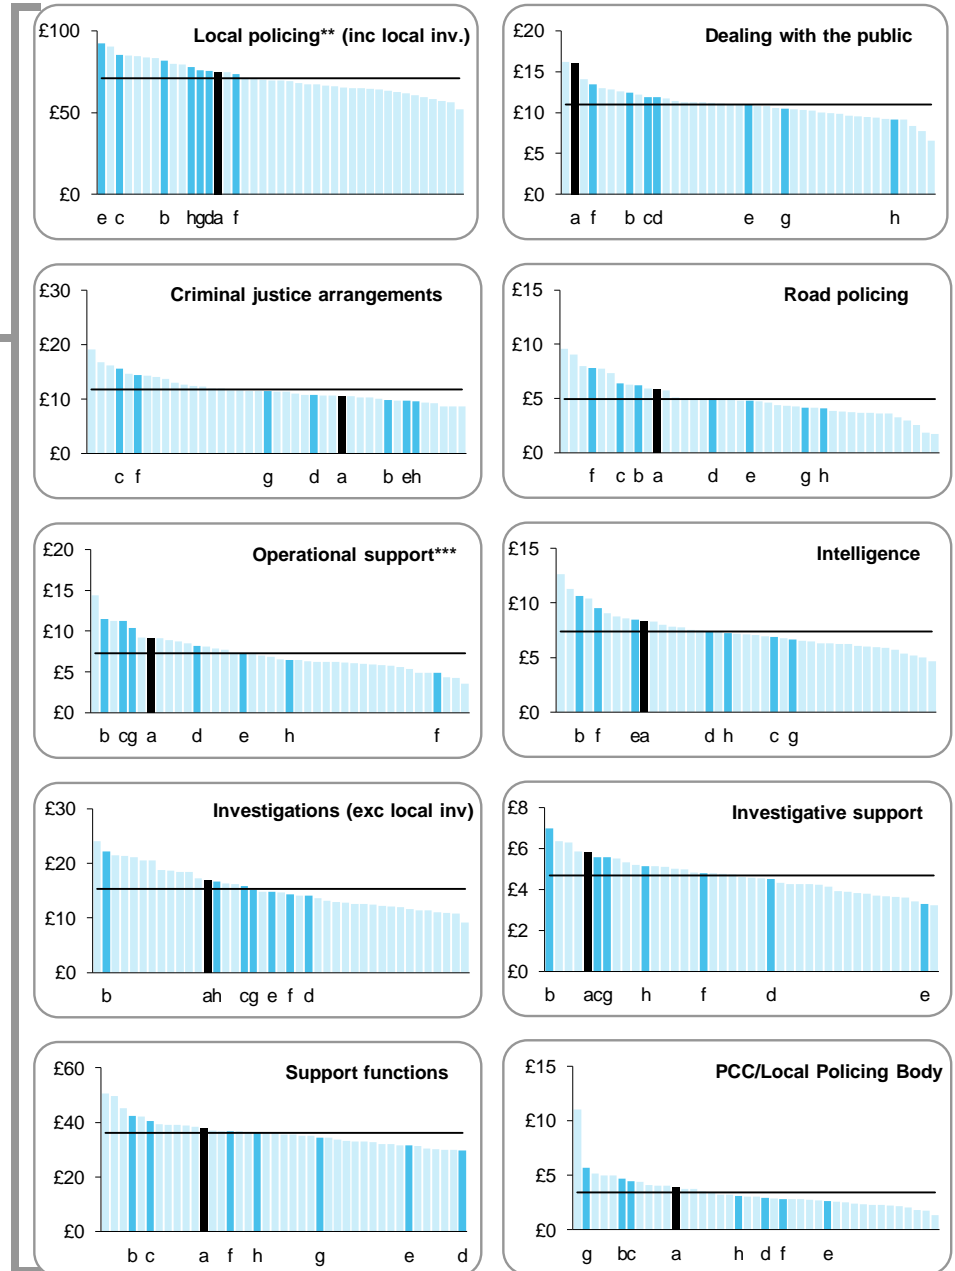 Local policing** (inc local inv.)
£100
£50
£0
e c b hgda f
Dealing with the public
£20
£15
£10
£5
£0
a f b cd e g h
Criminal justice arrangements
£30
£20
£10
£0
c f g d a b eh
Road policing
£15
£10
£5
£0
f c b a d e g h
Operational support***
£20
£15
£10
£5
£0
b cg a d e h f
Intelligence
£15
£10
£5
£0
b f ea d h c g
Investigations (exc local inv)
£30
£20
£10
£0
b ah cg e f d
Investigative support
£8
£6
£4
£2
£0
b acg h f d e
Support functions
£60
£40
£20
£0
b c a f h g e d
PCC/Local Policing Body
£15
£10
£5
£0
g bc a h d f e